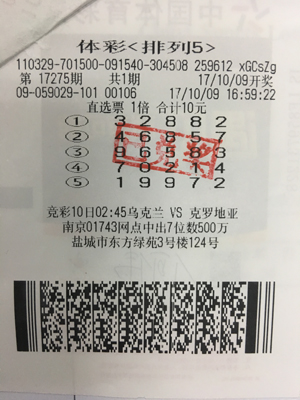 体彩<排列5>
110329-701500-091540-304508 259612 xGCsZg
第 17275期 共1期 17/10/09开奖
09-059029-101 00106 17/10/09 16:59:22
直选票 1倍 合计10元
① 3 2 8 8 2
② 4 0 8 8
③ 9 6 5 8 8
④ 7 0 2 1 4
⑤ 1 9 9 7 2
已兑奖
竞彩10日02:45乌克兰 VS 克罗地亚
南京01743网点中出7位数500万
盐城市东方绿苑3号楼124号